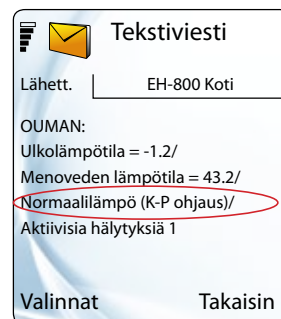 Tekstiviesti
Lähett. EH-800 Koti
OUMAN:
Ulkolämpötila = -1.2/
Menoveden lämpötila = 43.2/
Normaalilämpö (K-P ohjaus)/
Aktiivisia hälytyksiä 1
Valinnat Takaisin